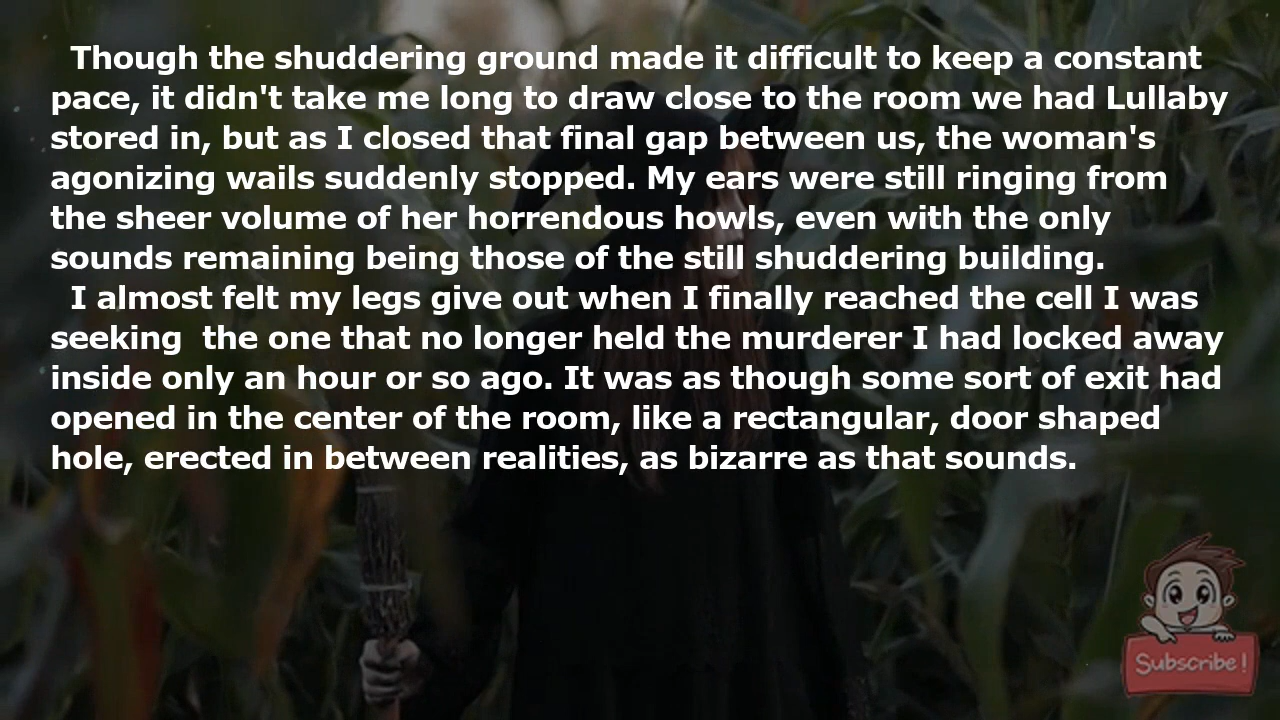 Though the shuddering ground made it difficult to keep a constant
pace, it didn't take me long to draw close to the room we had Lullaby
stored in, but as I closed that final gap between us, the woman's
agonizing wails suddenly stopped. My ears were still ringing from
the sheer volume of her horrendous howls, even with the only
sounds remaining being those of the still shuddering building.
I almost felt my legs give out when I finally reached the cell I was
seeking  the one that no longer held the murderer I had locked away
inside only an hour or so ago. It was as though some sort of exit had
opened in the center of the room, like a rectangular, door shaped
hole, erected in between realities, as bizarre as that sounds.
Subscribe!